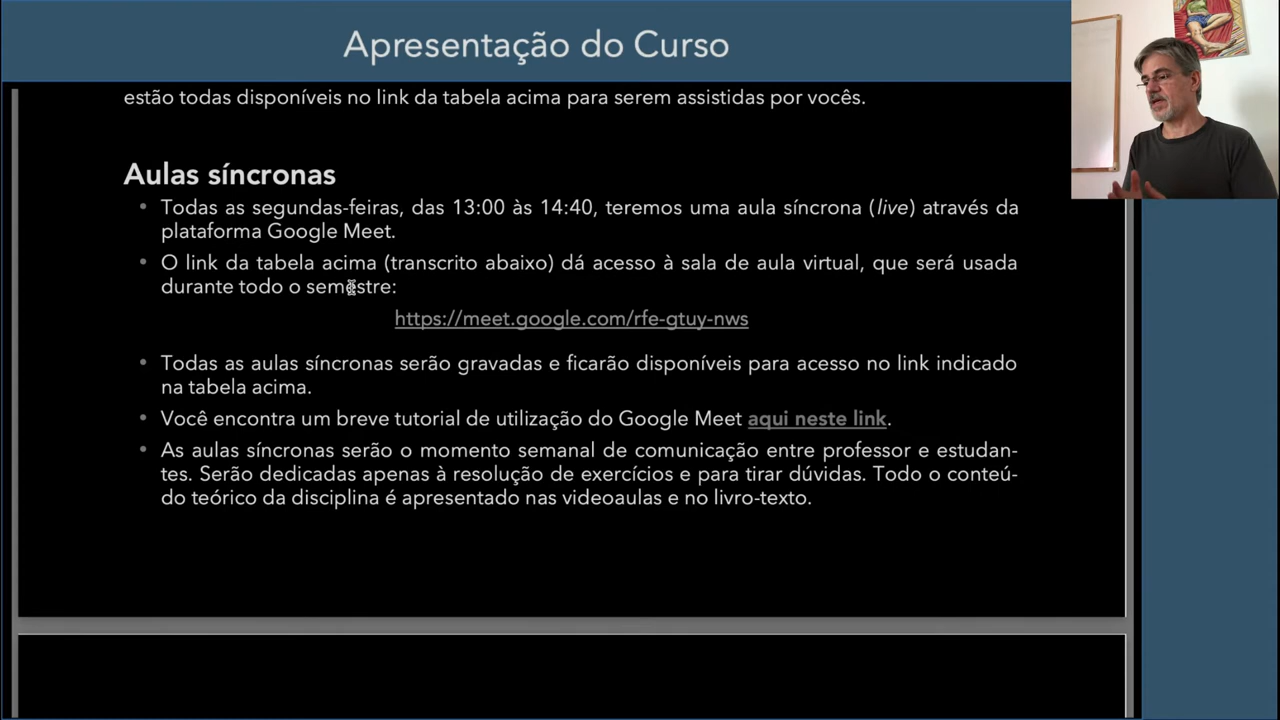 Apresentação do Curso
estão todas disponíveis no link da tabela acima para serem assistidas por vocês.
Aulas síncronas
• Todas as segundas-feiras, das 13:00 às 14:40, teremos uma aula síncrona (live) através da
plataforma Google Meet.
• O link da tabela acima (transcrito abaixo) dá acesso à sala de aula virtual, que será usada
durante todo o semestre:
https://meet.google.com/rfe-gtuy-nws
• Todas as aulas síncronas serão gravadas e ficarão disponíveis para acesso no link indicado
na tabela acima.
• Você encontra um breve tutorial de utilização do Google Meet aqui neste link.
• As aulas síncronas serão o momento semanal de comunicação entre professor e estudan-
tes. Serão dedicadas apenas à resolução de exercícios e para tirar dúvidas. Todo o conteú-
do teórico da disciplina é apresentado nas videoaulas e no livro-texto.